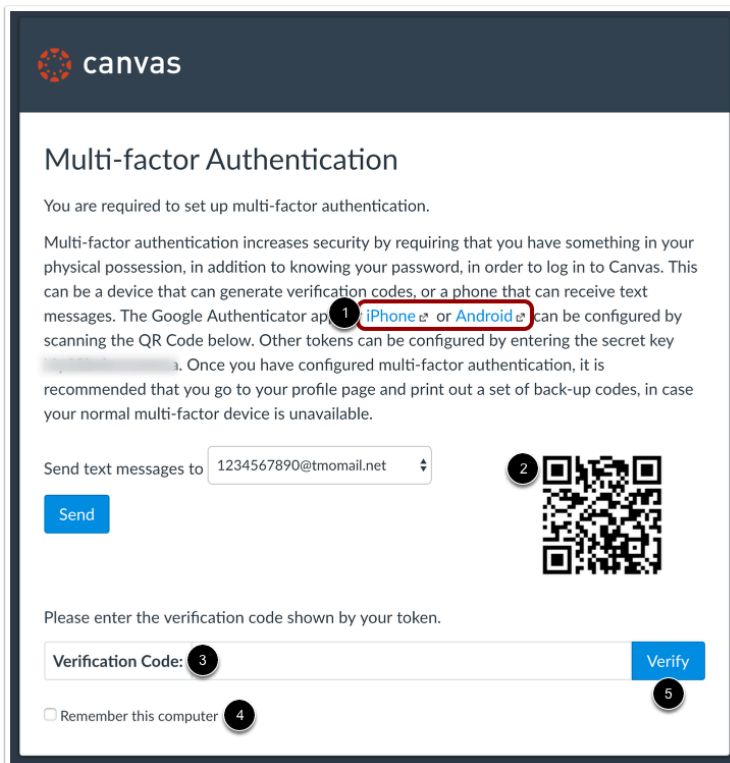 canvas
Multi-factor Authentication
You are required to set up multi-factor authentication.
Multi-factor authentication increases security by requiring that you have something in your
physical possession, in addition to knowing your password, in order to log in to Canvas. This
can be a device that can generate verification codes, or a phone that can receive text
messages. The Google Authenticator 1 iPhone or Android can be configured by
scanning the QR Code below. Other tokens can be configured by entering the secret key
. Once you have configured multi-factor authentication, it is
recommended that you go to your profile page and print out a set of back-up codes, in case
your normal multi-factor device is unavailable.
Send text messages to 1234567890@tmomail.net
2
Send
Please enter the verification code shown by your token.
Verification Code: 3 Verify
5
Remember this computer 4